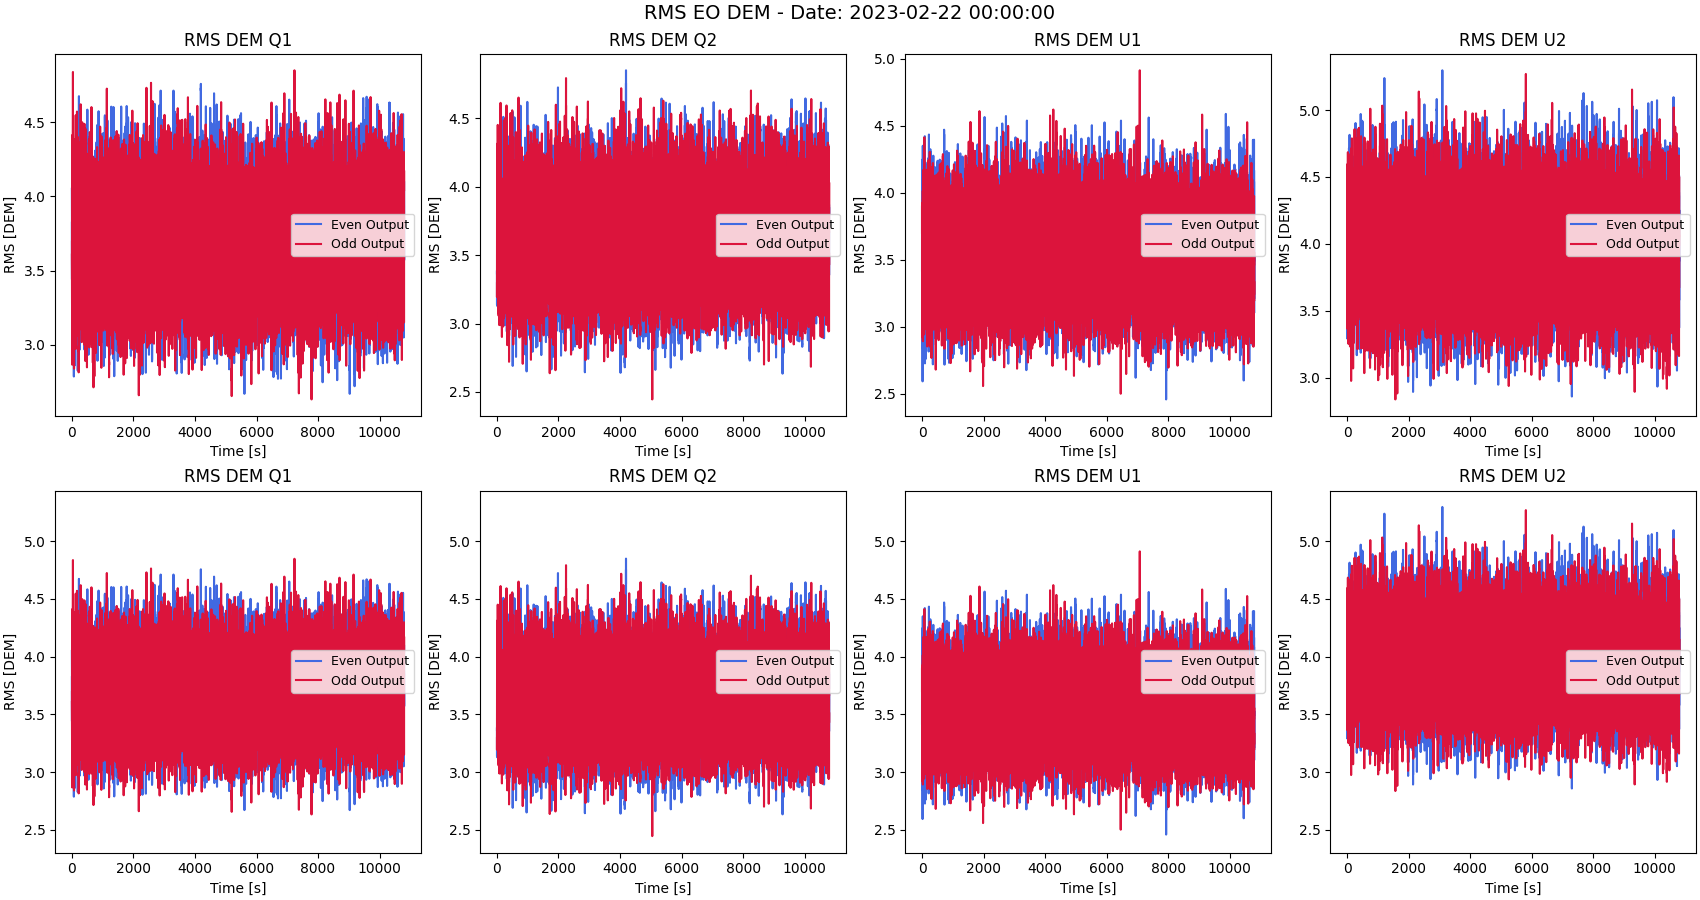 RMS EO DEM - Date: 2023-02-22 00:00:00
RMS DEM Q1
RMS [DEM]
4.5
4.0
3.5
3.0
Even Output
Odd Output
0 2000 4000 6000 8000 10000
Time [s]
RMS DEM Q2
RMS [DEM]
4.5
4.0
3.5
3.0
2.5
Even Output
Odd Output
0 2000 4000 6000 8000 10000
Time [s]
RMS DEM U1
RMS [DEM]
5.0
4.5
4.0
3.5
3.0
2.5
Even Output
Odd Output
0 2000 4000 6000 8000 10000
Time [s]
RMS DEM U2
RMS [DEM]
5.0
4.5
4.0
3.5
3.0
Even Output
Odd Output
0 2000 4000 6000 8000 10000
Time [s]
RMS DEM Q1
RMS [DEM]
5.0
4.5
4.0
3.5
3.0
2.5
Even Output
Odd Output
0 2000 4000 6000 8000 10000
Time [s]
RMS DEM Q2
RMS [DEM]
5.0
4.5
4.0
3.5
3.0
2.5
Even Output
Odd Output
0 2000 4000 6000 8000 10000
Time [s]
RMS DEM U1
RMS [DEM]
5.0
4.5
4.0
3.5
3.0
2.5
Even Output
Odd Output
0 2000 4000 6000 8000 10000
Time [s]
RMS DEM U2
RMS [DEM]
5.0
4.5
4.0
3.5
3.0
2.5
Even Output
Odd Output
0 2000 4000 6000 8000 10000
Time [s]